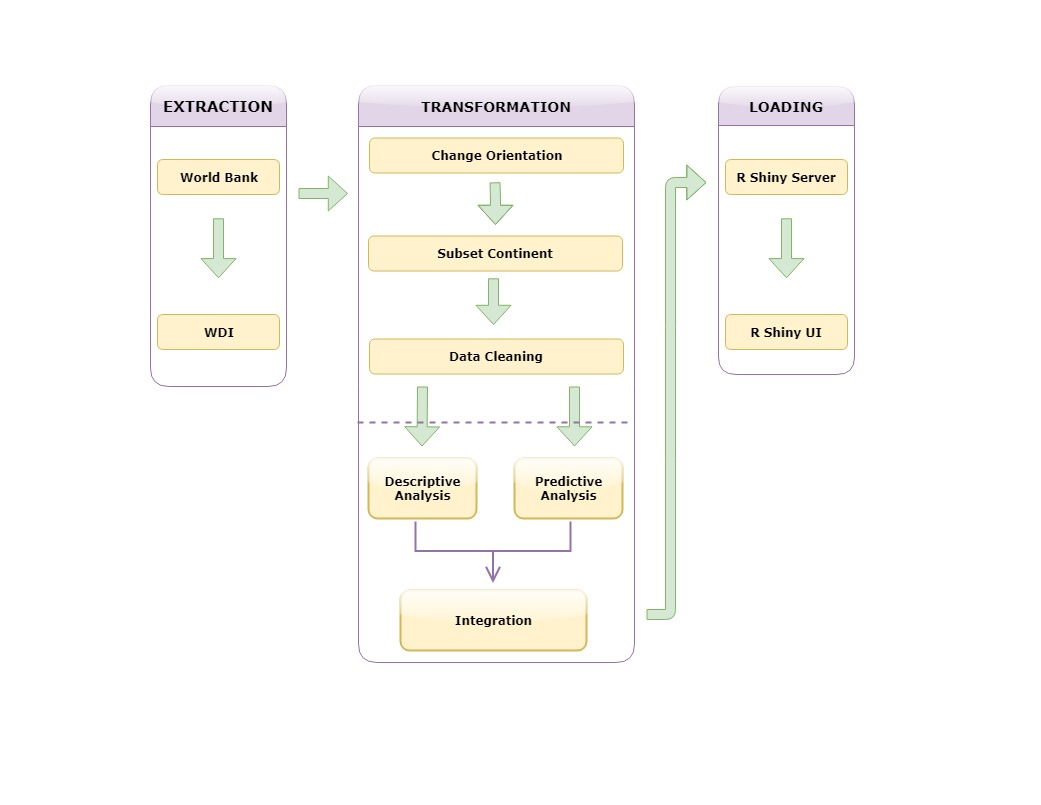 EXTRACTION
World Bank
WDI
TRANSFORMATION
Change Orientation
Subset Continent
Data Cleaning
Descriptive
Analysis
Predictive
Analysis
Integration
LOADING
R Shiny Server
R Shiny UI